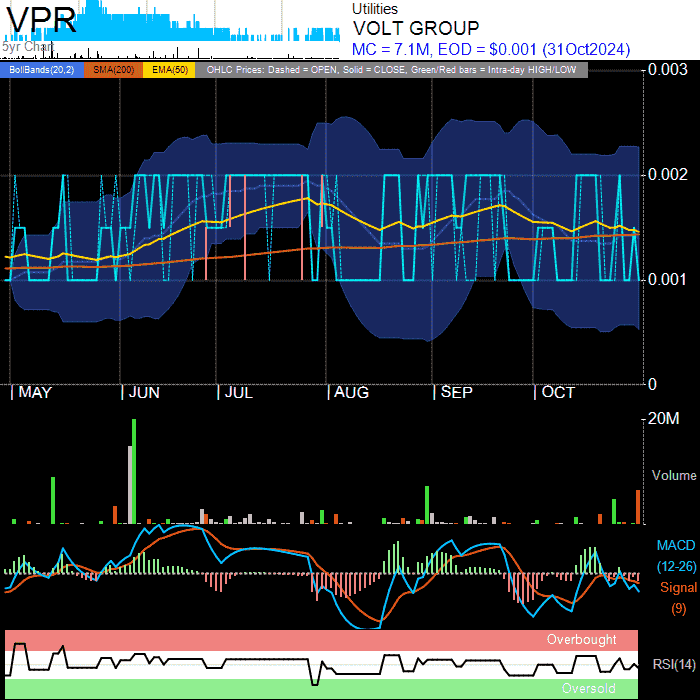 VPR
5yr Chart
Utilities
VOLT GROUP
MC = 7.1M, EOD = $0.001 (31Oct2024)
BollBands(20,2) SMA(200) EMA(50) OHLC Prices: Dashed = OPEN, Solid = CLOSE, Green/Red bars = Intra-day HIGH/LOW
0.003
0.002
0.001
0
MAY JUN JUL AUG SEP OCT
20M
Volume
MACD
(12-26)
Signal
(9)
Overbought
RSI(14)
Oversold